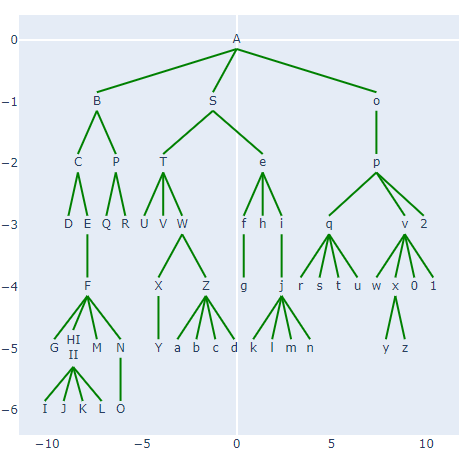 0 A
−1 B S o
−2 C P T e p
−3 D E Q R U V W f h i q v 2
−4 F X Z g j r s t u w x 0 1
HI
−5 G II M N Y a b c d k l m n y z
−6 I J K L O
−10 −5 0 5 10